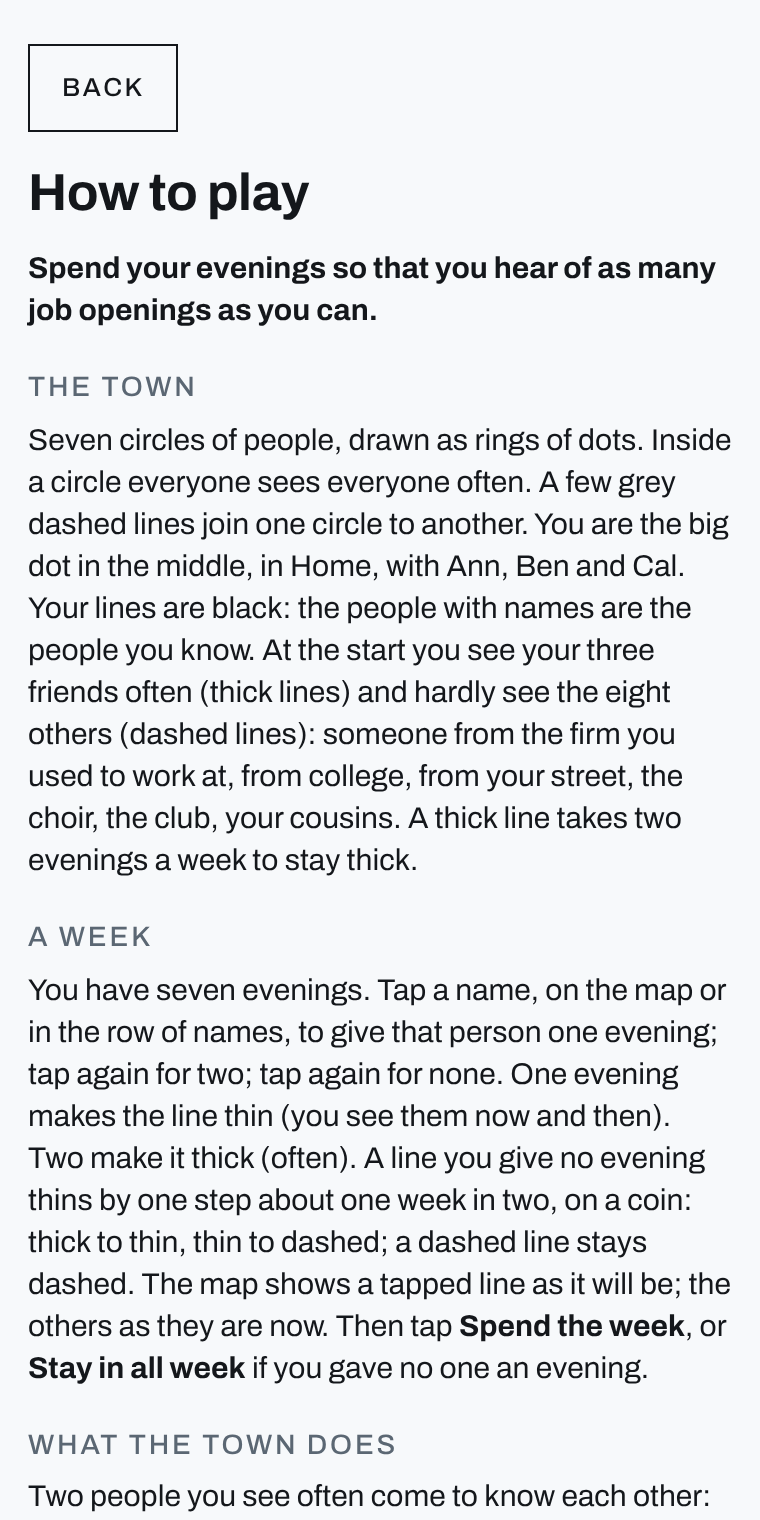 BACK
How to play
Spend your evenings so that you hear of as many
job openings as you can.
THE TOWN
Seven circles of people, drawn as rings of dots. Inside
a circle everyone sees everyone often. A few grey
dashed lines join one circle to another. You are the big
dot in the middle, in Home, with Ann, Ben and Cal.
Your lines are black: the people with names are the
people you know. At the start you see your three
friends often (thick lines) and hardly see the eight
others (dashed lines): someone from the firm you
used to work at, from college, from your street, the
choir, the club, your cousins. A thick line takes two
evenings a week to stay thick.
A WEEK
You have seven evenings. Tap a name, on the map or
in the row of names, to give that person one evening;
tap again for two; tap again for none. One evening
makes the line thin (you see them now and then).
Two make it thick (often). A line you give no evening
thins by one step about one week in two, on a coin:
thick to thin, thin to dashed; a dashed line stays
dashed. The map shows a tapped line as it will be; the
others as they are now. Then tap Spend the week, or
Stay in all week if you gave no one an evening.
WHAT THE TOWN DOES
Two people you see often come to know each other: